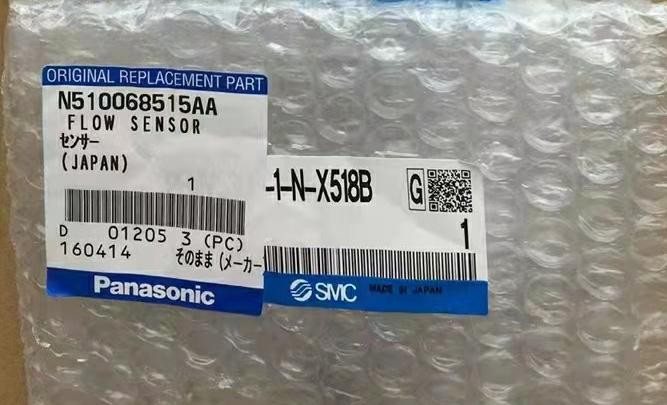 ORIGINAL REPLACEMENT PART
N510068515AA
FLOW SENSOR
センサー
(JAPAN)
1
D 01205 3 (PC)
160414 そのまま (メーカー
Panasonic
-1-N-X518B
G
1
SMC MADE IN JAPAN